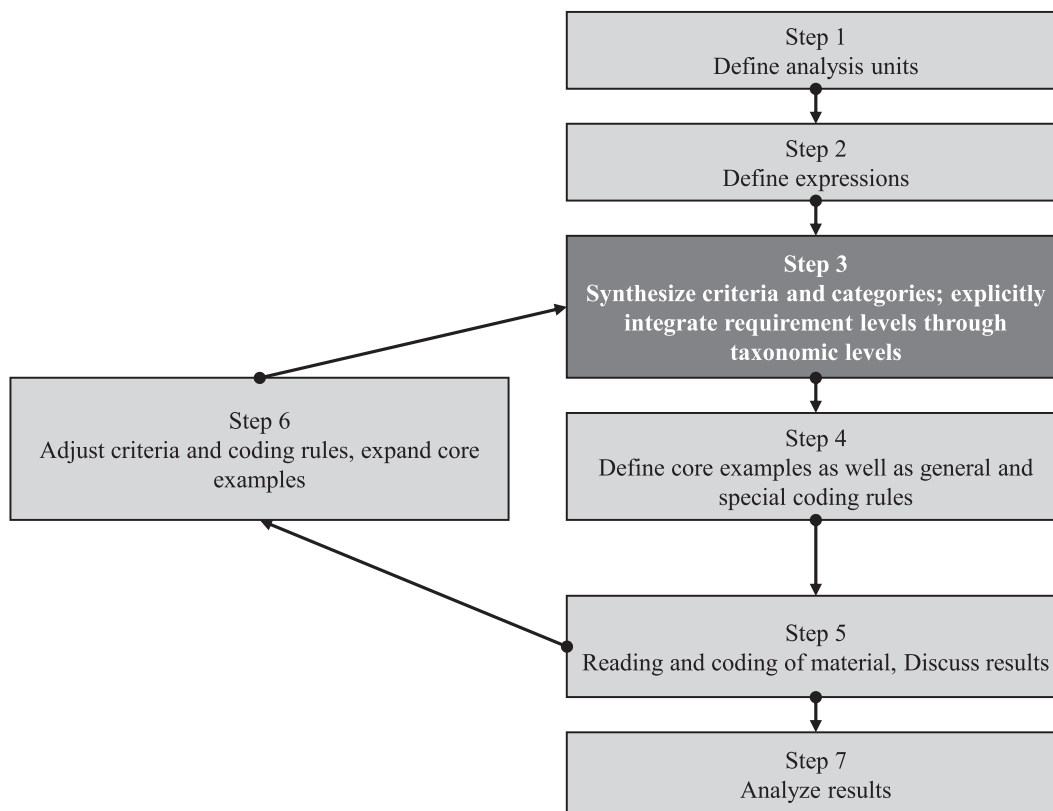 Step 1
Define analysis units
Step 2
Define expressions
Step 3
Synthesize criteria and categories; explicitly
integrate requirement levels through
taxonomic levels
Step 6
Adjust criteria and coding rules, expand core
examples
Step 4
Define core examples as well as general and
special coding rules
Step 5
Reading and coding of material, Discuss results
Step 7
Analyze results